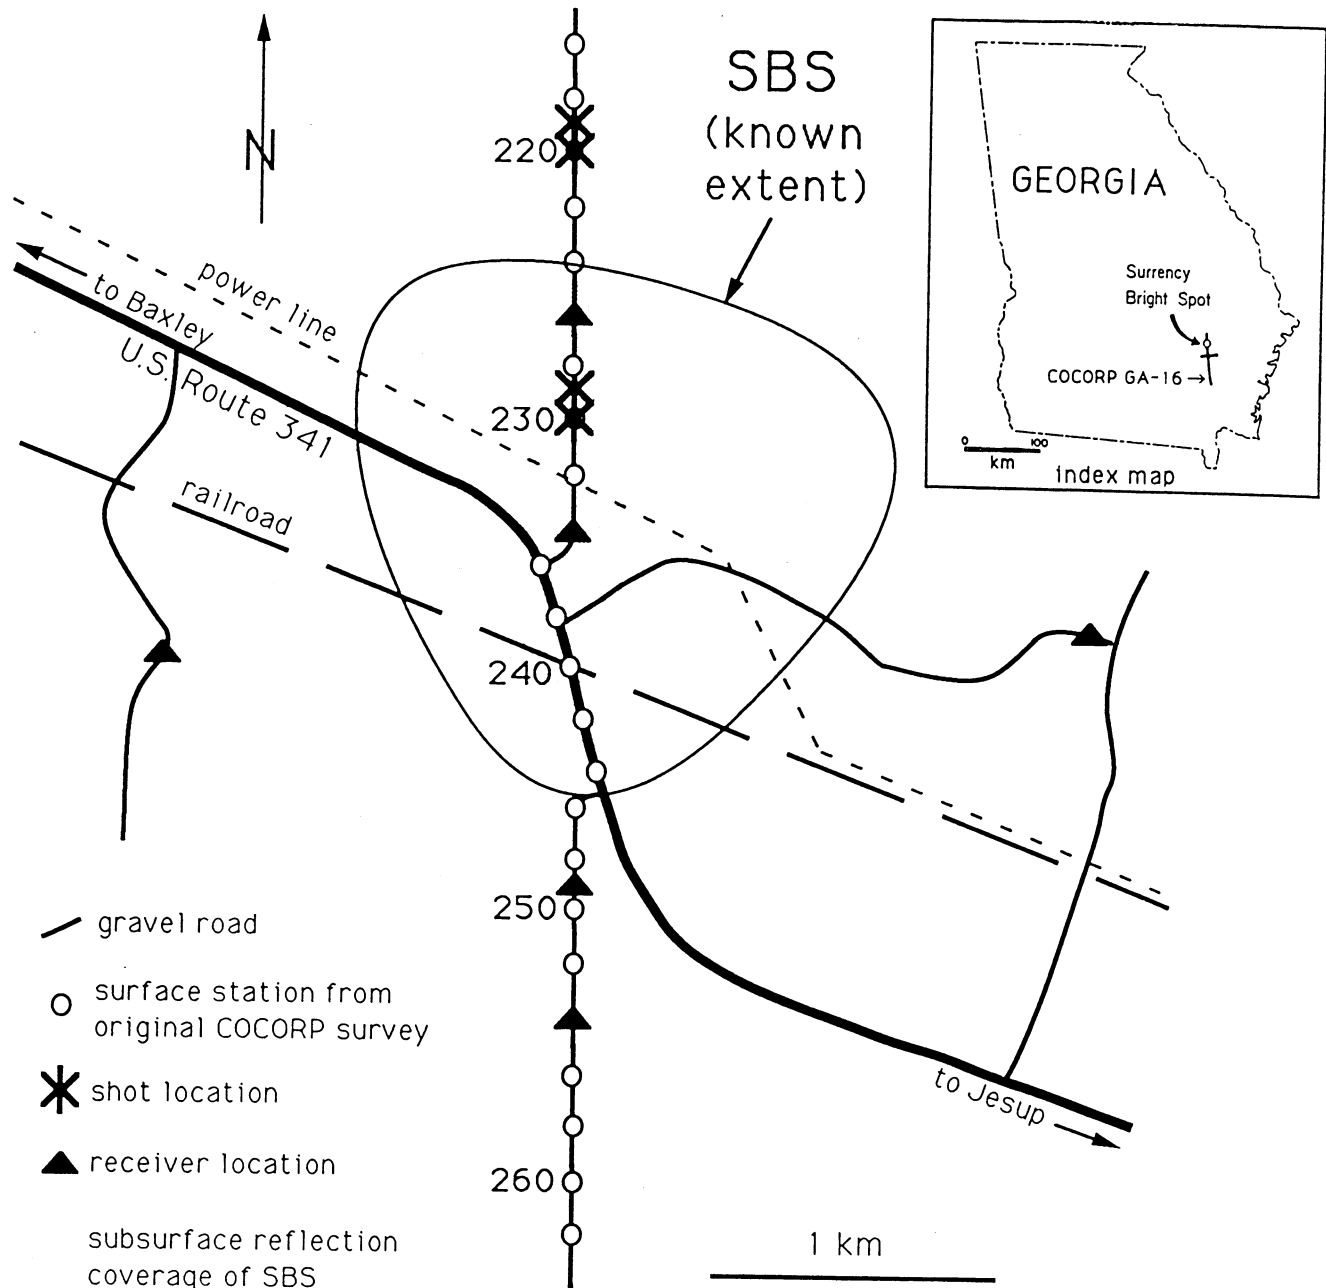 N
SBS
(known
extent)
220
230
240
250
260
to Baxley
power line
U.S. Route 341
railroad
to Jesup
gravel road
surface station from
original COCORP survey
shot location
receiver location
subsurface reflection
coverage of SBS
1 km
GEORGIA
Surrency
Bright Spot
COCORP GA-16
0 100
km
index map